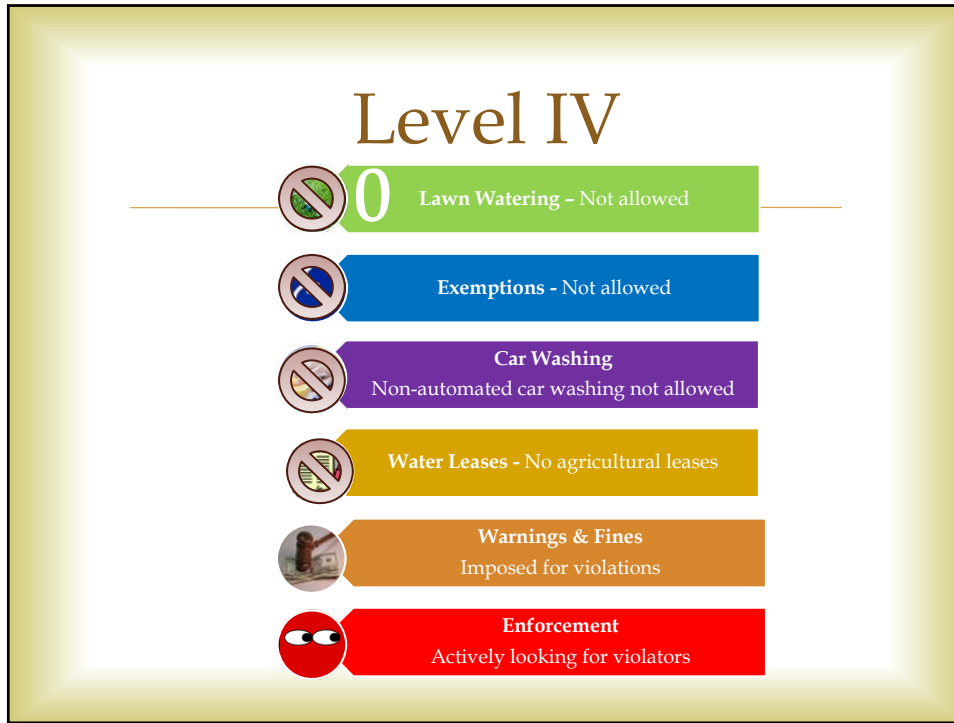 Level IV
0 Lawn Watering – Not allowed
Exemptions - Not allowed
Car Washing
Non-automated car washing not allowed
Water Leases - No agricultural leases
Warnings & Fines
Imposed for violations
Enforcement
Actively looking for violators